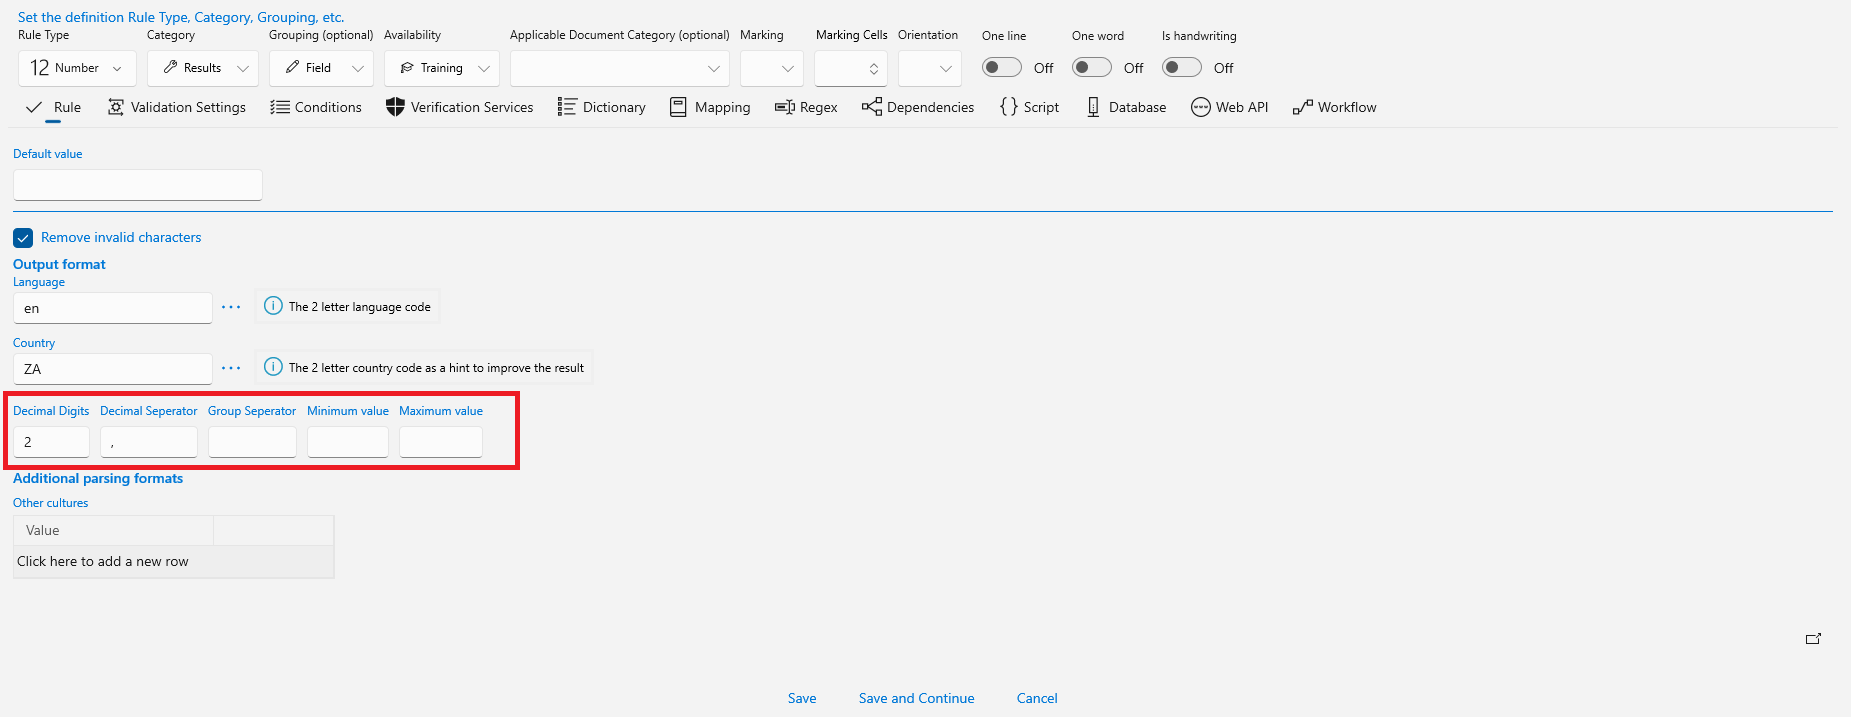 Set the definition Rule Type, Category, Grouping, etc.
Rule Type Category Grouping (optional) Availability Applicable Document Category (optional) Marking Marking Cells Orientation One line One word Is handwriting
12 Number Results Field Training Off Off Off
Rule Validation Settings Conditions Verification Services Dictionary Mapping Regex Dependencies Script Database Web API Workflow
Default value
Remove invalid characters
Output format
Language
en ... The 2 letter language code
Country
ZA ... The 2 letter country code as a hint to improve the result
Decimal Digits Decimal Seperator Group Seperator Minimum value Maximum value
2 ,
Additional parsing formats
Other cultures
Value
Click here to add a new row
Save Save and Continue Cancel